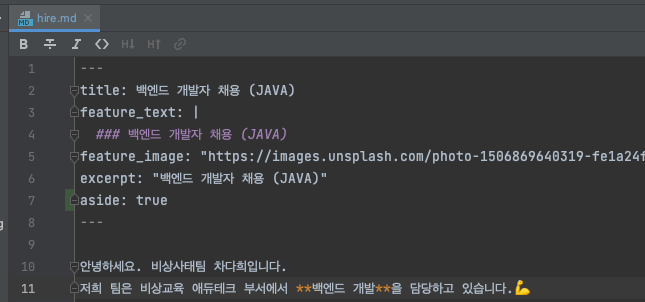 hire.md
B I <> H↓ H↑
1 ---
2 title: 백엔드 개발자 채용 (JAVA)
3 feature_text: |
4 ### 백엔드 개발자 채용 (JAVA)
5 feature_image: "https://images.unsplash.com/photo-1506869640319-fe1a24f
6 excerpt: "백엔드 개발자 채용 (JAVA)"
7 aside: true
8 ---
9
10 안녕하세요. 비상사태팀 차다희입니다.
11 저희 팀은 비상교육 에듀테크 부서에서 **백엔드 개발**을 담당하고 있습니다.💪